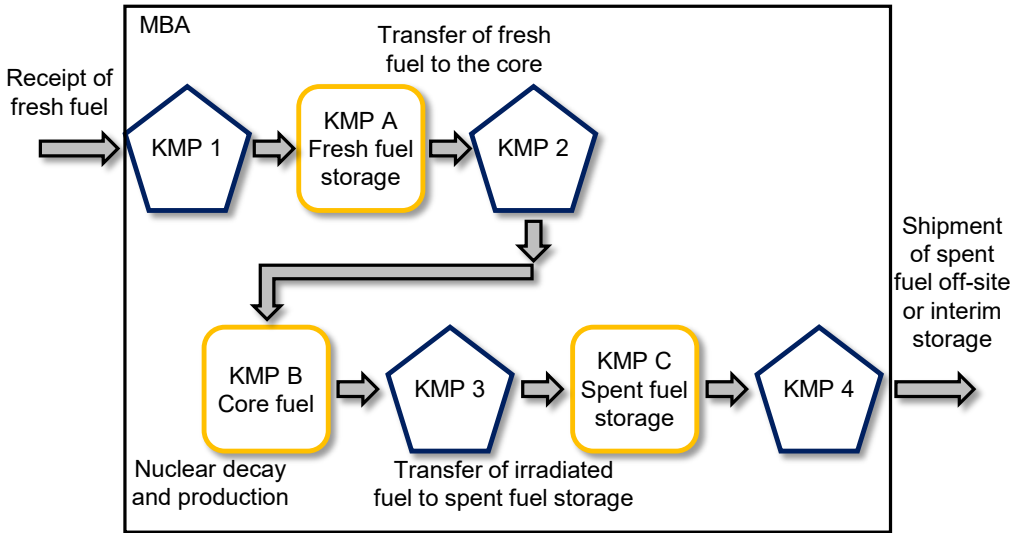 MBA
Receipt of
fresh fuel
KMP 1
KMP A
Fresh fuel
storage
Transfer of fresh
fuel to the core
KMP 2
KMP B
Core fuel
Nuclear decay
and production
KMP 3
Transfer of irradiated
fuel to spent fuel storage
KMP C
Spent fuel
storage
KMP 4
Shipment
of spent
fuel off-site
or interim
storage